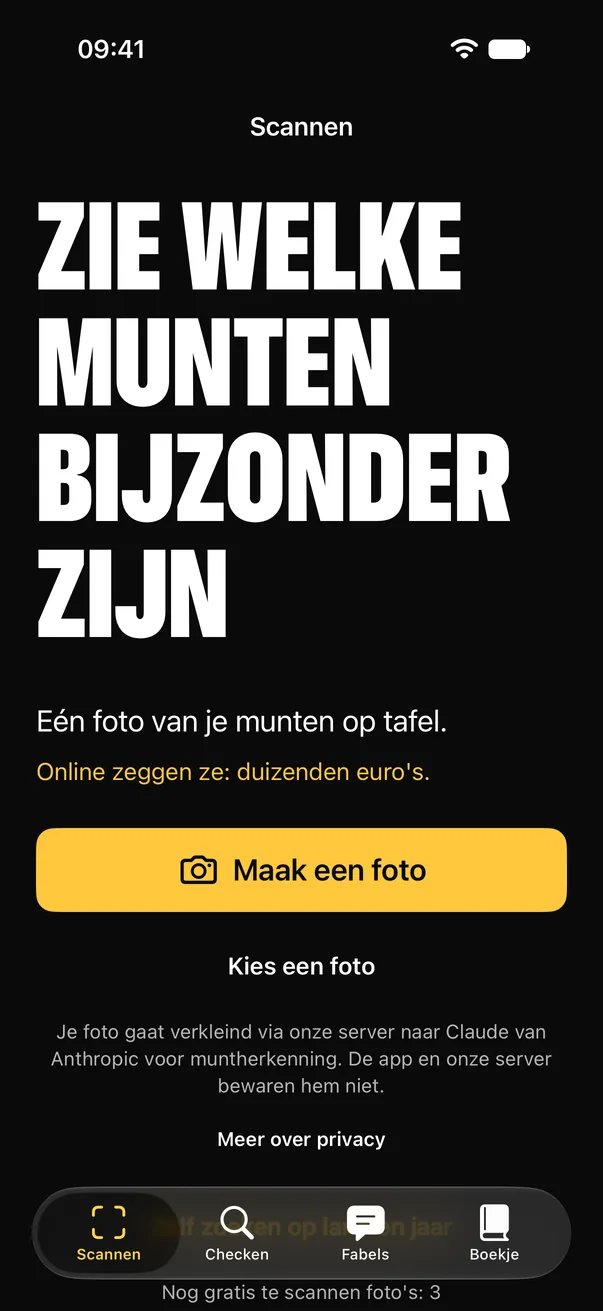 09:41
Scannen
ZIE WELKE
MUNTEN
BIJZONDER
ZIJN
Eén foto van je munten op tafel.
Online zeggen ze: duizenden euro's.
Maak een foto
Kies een foto
Je foto gaat verkleind via onze server naar Claude van
Anthropic voor muntherkenning. De app en onze server
bewaren hem niet.
Meer over privacy
op jaar
Scannen Checken Fabels Boekje
Nog gratis te scannen foto's: 3